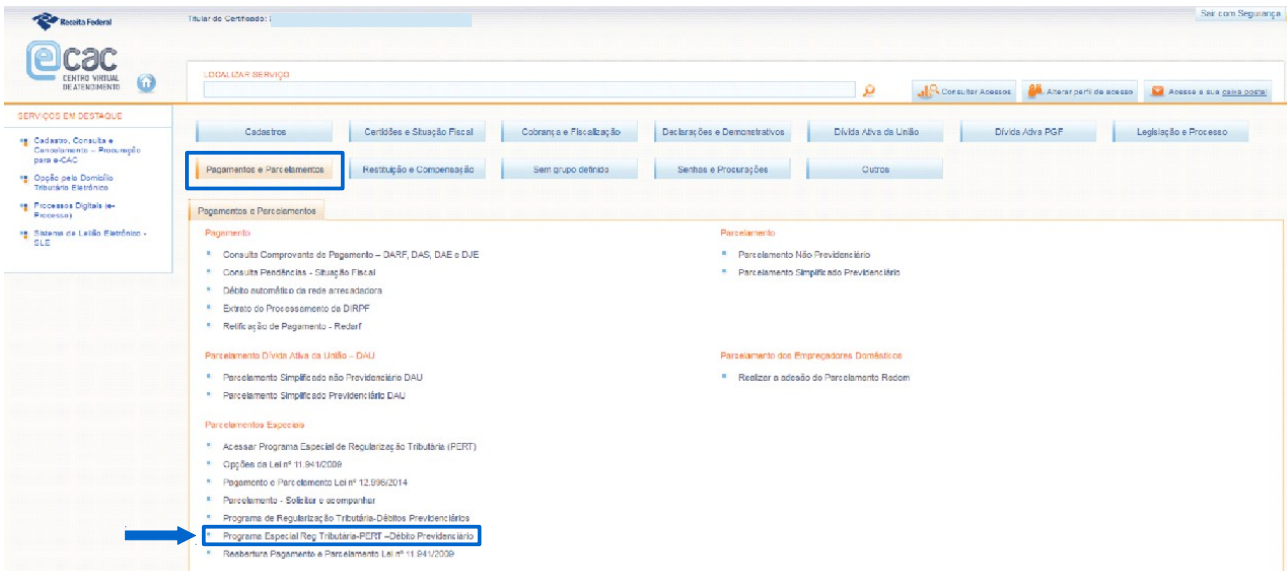 Receita Federal
Titular do Certificado:
Sair com Segurança
ecac
CENTRO VIRTUAL
DE ATENDIMENTO
LOCALIZAR SERVIÇO
Consultar Acessos
Alterar perfil de acesso
Acesse a sua caixa postal
SERVIÇOS EM DESTAQUE
Cadastro, Consulta e
Cancelamento – Procuração
para e-CAC
Opção pelo Domicílio
Tributário Eletrônico
Processos Digitais (e-
Processo)
Sistema de Leilão Eletrônico -
SLE
Cadastros
Certidões e Situação Fiscal
Cobrança e Fiscalização
Declarações e Demonstrativos
Dívida Ativa da União
Dívida Ativa PGF
Legislação e Processo
Pagamentos e Parcelamentos
Restituição e Compensação
Sem grupo definido
Senhas e Procurações
Outros
Pagamentos e Parcelamentos
Pagamento
Consulta Comprovante de Pagamento – DARF, DAS, DAE e DJE
Consulta Pendências - Situação Fiscal
Débito automático da rede arrecadadora
Extrato do Processamento da DIRPF
Retificação de Pagamento - Redarf
Parcelamento
Parcelamento Não Previdenciário
Parcelamento Simplificado Previdenciário
Parcelamento Dívida Ativa da União – DAU
Parcelamento Simplificado não Previdenciário DAU
Parcelamento Simplificado Previdenciário DAU
Parcelamento dos Empregadores Domésticos
Realizar a adesão do Parcelamento Redom
Parcelamentos Especiais
Acessar Programa Especial de Regularização Tributária (PERT)
Opções da Lei nº 11.941/2009
Pagamento e Parcelamento Lei nº 12.996/2014
Parcelamento - Solicitar e acompanhar
Programa de Regularização Tributária-Débitos Previdenciários
Programa Especial Reg Tributária-PERT –Débito Previdenciário
Reabertura Pagamento e Parcelamento Lei nº 11.941/2009